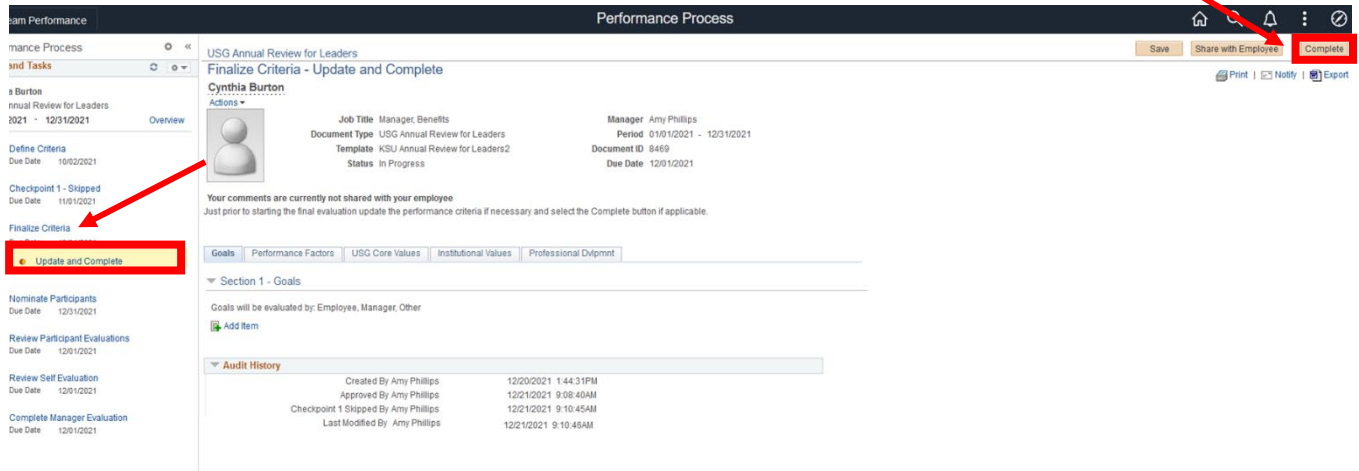 eam Performance
Performance Process
mance Process
and Tasks
a Burton
nnual Review for Leaders
2021 - 12/31/2021
Overview
Define Criteria
Due Date 10/02/2021
Checkpoint 1 - Skipped
Due Date 11/01/2021
Finalize Criteria
Update and Complete
Nominate Participants
Due Date 12/31/2021
Review Participant Evaluations
Due Date 12/01/2021
Review Self Evaluation
Due Date 12/01/2021
Complete Manager Evaluation
Due Date 12/01/2021
USG Annual Review for Leaders
Save Share with Employee Complete
Finalize Criteria - Update and Complete
Print | Notify | Export
Cynthia Burton
Actions
Job Title Manager, Benefits Manager Amy Phillips
Document Type USG Annual Review for Leaders Period 01/01/2021 - 12/31/2021
Template KSU Annual Review for Leaders2 Document ID 8469
Status In Progress Due Date 12/01/2021
Your comments are currently not shared with your employee
Just prior to starting the final evaluation update the performance criteria if necessary and select the Complete button if applicable.
Goals Performance Factors USG Core Values Institutional Values Professional Dvlpmnt
Section 1 - Goals
Goals will be evaluated by: Employee, Manager, Other
Add Item
Audit History
Created By Amy Phillips 12/20/2021 1:44:31PM
Approved By Amy Phillips 12/21/2021 9:08:40AM
Checkpoint 1 Skipped By Amy Phillips 12/21/2021 9:10:45AM
Last Modified By Amy Phillips 12/21/2021 9:10:46AM